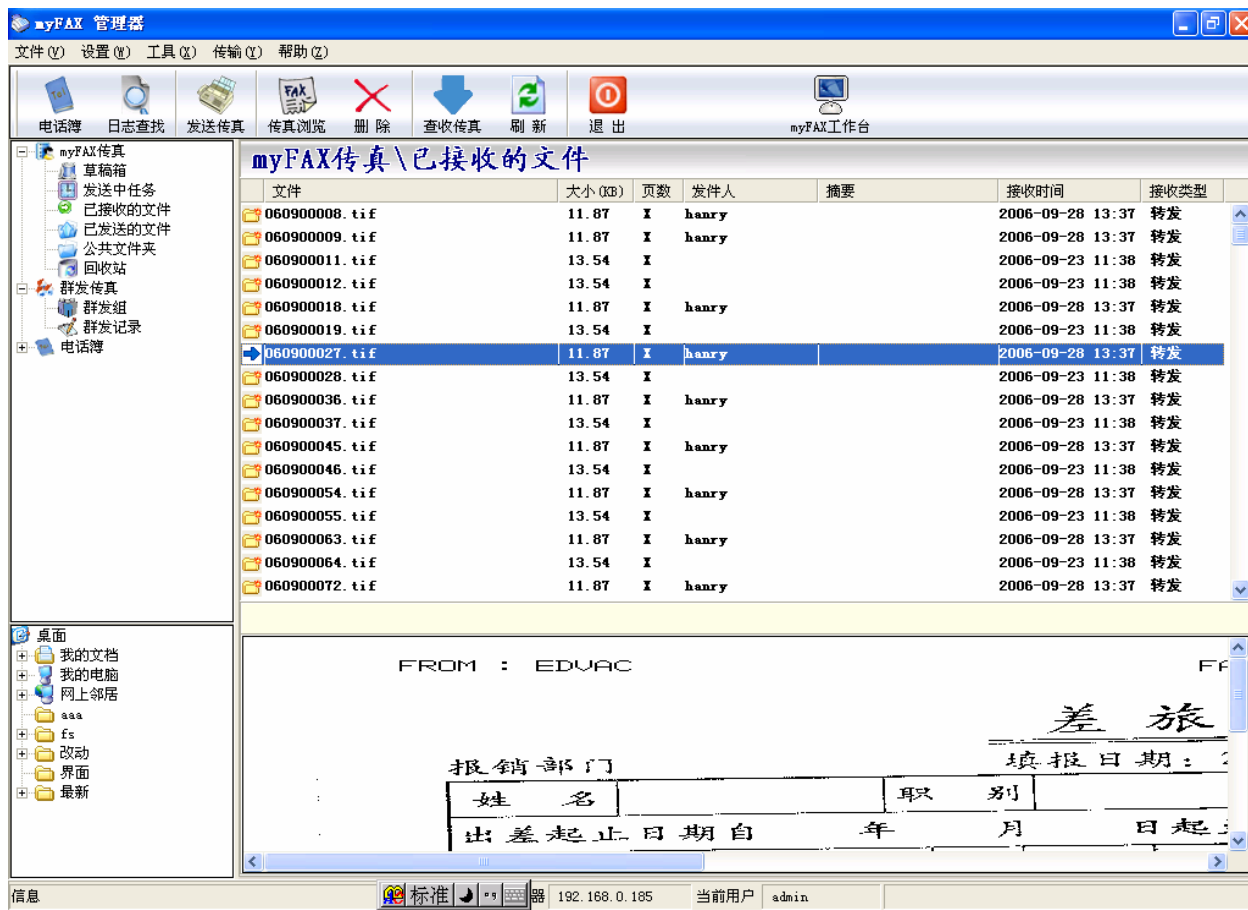 myFAX 管理器
文件(V) 设置(W) 工具(X) 传输(Y) 帮助(Z)
电话簿 日志查找 发送传真 传真浏览 删 除 查收传真 刷 新 退 出 myFAX工作台
myFAX传真
草稿箱
发送中任务
已接收的文件
已发送的文件
公共文件夹
回收站
群发传真
群发组
群发记录
电话簿
myFAX传真\已接收的文件
文件 大小(KB) 页数 发件人 摘要 接收时间 接收类型
060900008.tif 11.87 X hanry 2006-09-28 13:37 转发
060900009.tif 11.87 X hanry 2006-09-28 13:37 转发
060900011.tif 13.54 X 2006-09-23 11:38 转发
060900012.tif 13.54 X 2006-09-23 11:38 转发
060900018.tif 11.87 X hanry 2006-09-28 13:37 转发
060900019.tif 13.54 X 2006-09-23 11:38 转发
060900027.tif 11.87 X hanry 2006-09-28 13:37 转发
060900028.tif 13.54 X 2006-09-23 11:38 转发
060900036.tif 11.87 X hanry 2006-09-28 13:37 转发
060900037.tif 13.54 X 2006-09-23 11:38 转发
060900045.tif 11.87 X hanry 2006-09-28 13:37 转发
060900046.tif 13.54 X 2006-09-23 11:38 转发
060900054.tif 11.87 X hanry 2006-09-28 13:37 转发
060900055.tif 13.54 X 2006-09-23 11:38 转发
060900063.tif 11.87 X hanry 2006-09-28 13:37 转发
060900064.tif 13.54 X 2006-09-23 11:38 转发
060900072.tif 11.87 X hanry 2006-09-28 13:37 转发
桌面
我的文档
我的电脑
网上邻居
aaa
fs
改动
界面
最新
FROM : EDVAC FA
差 旅
报销部门 填报日期: 2
姓 名 职 别
出差起止日期自 年 月 日起
信息 标准 器 192.168.0.185 当前用户 admin